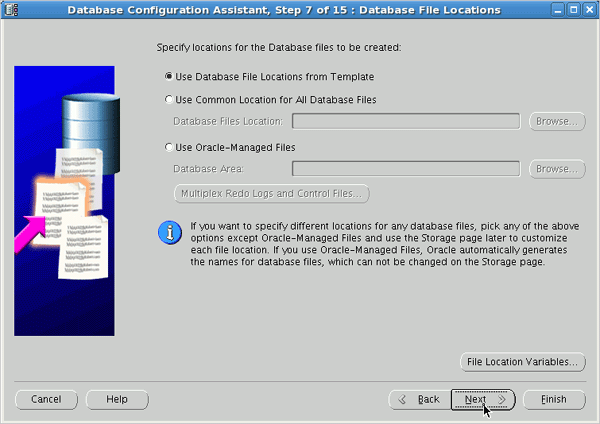 Database Configuration Assistant, Step 7 of 15 : Database File Locations
Specify locations for the Database files to be created:
Use Database File Locations from Template
Use Common Location for All Database Files
Database Files Location:
Browse...
Use Oracle-Managed Files
Database Area:
Browse...
Multiplex Redo Logs and Control Files...
If you want to specify different locations for any database files, pick any of the above
options except Oracle-Managed Files and use the Storage page later to customize
each file location. If you use Oracle-Managed Files, Oracle automatically generates
the names for database files, which can not be changed on the Storage page.
File Location Variables...
Cancel
Help
Back
Next
Finish